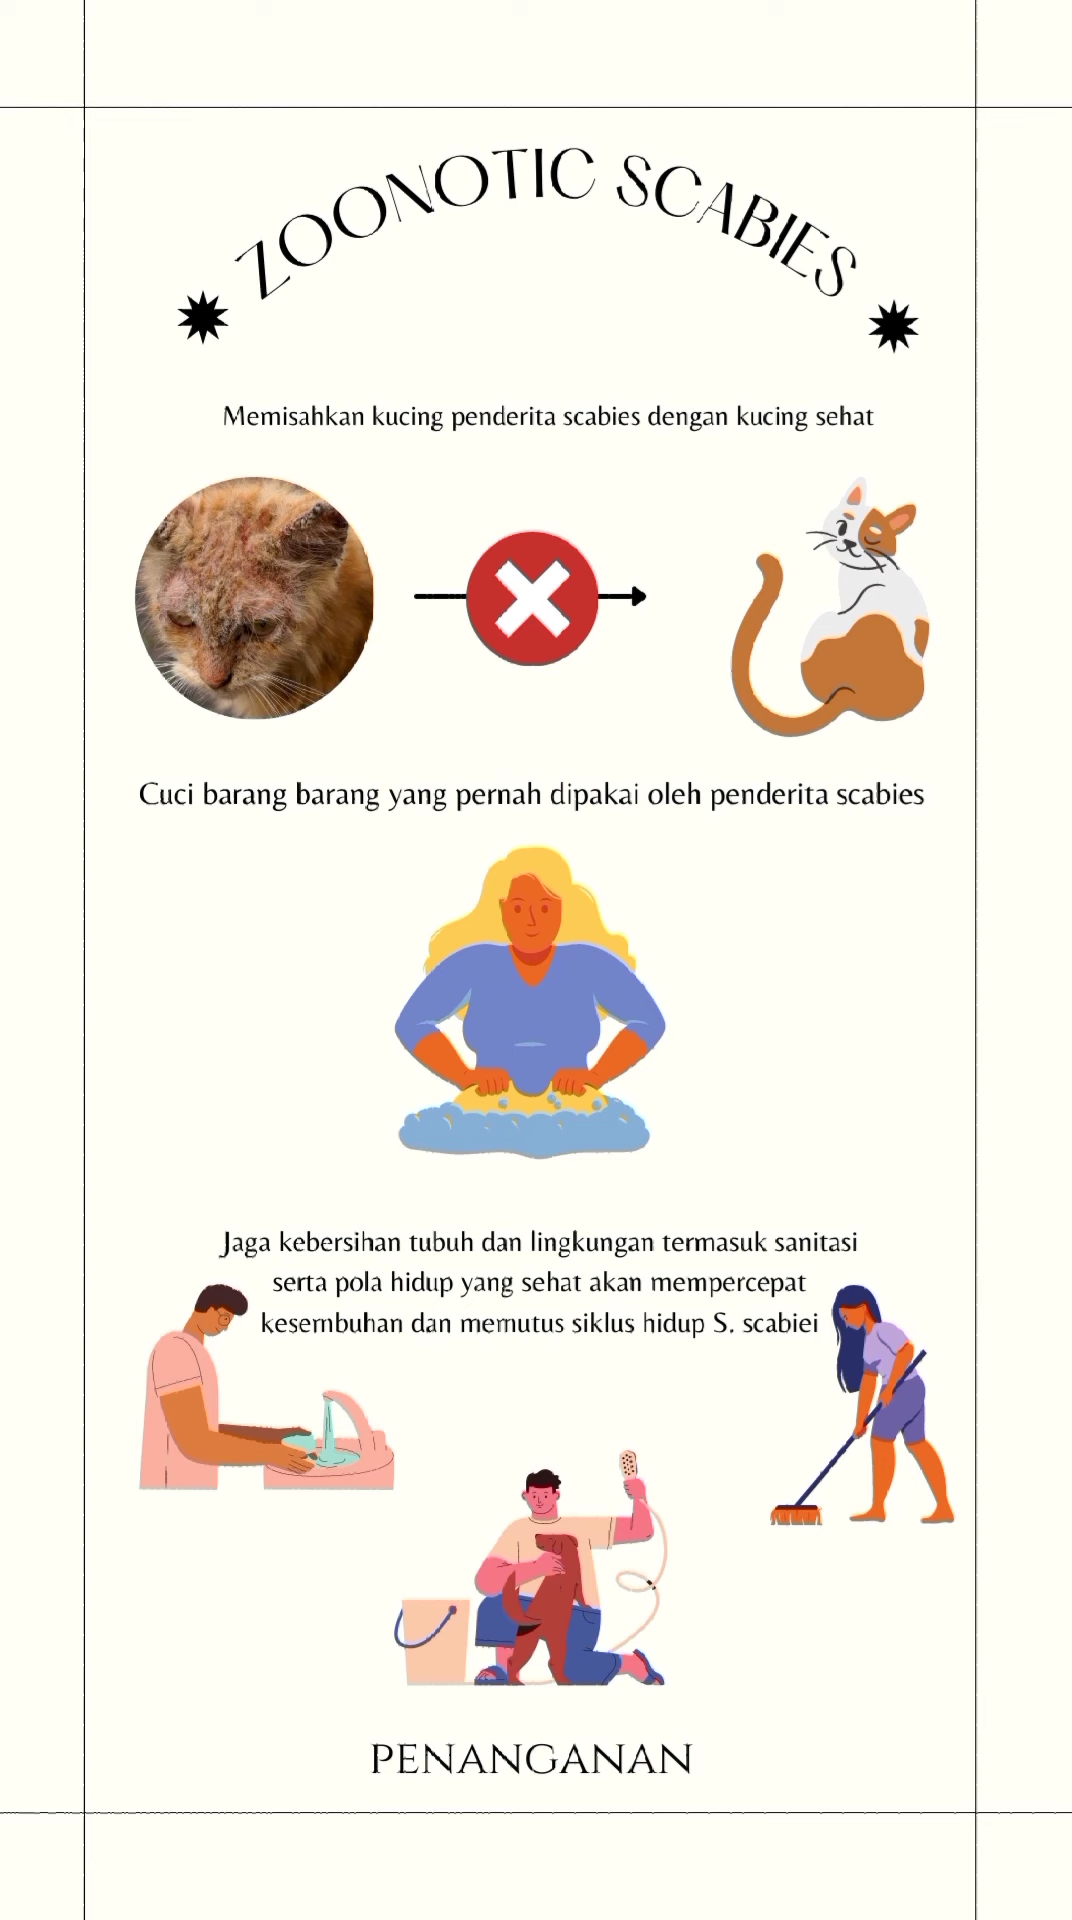 ZOONOTIC SCABIES
Memisahkan kucing penderita scabies dengan kucing sehat
Cuci barang barang yang pernah dipakai oleh penderita scabies
Jaga kebersihan tubuh dan lingkungan termasuk sanitasi
serta pola hidup yang sehat akan mempercepat
kesembuhan dan memutus siklus hidup S. scabiei
PENANGANAN